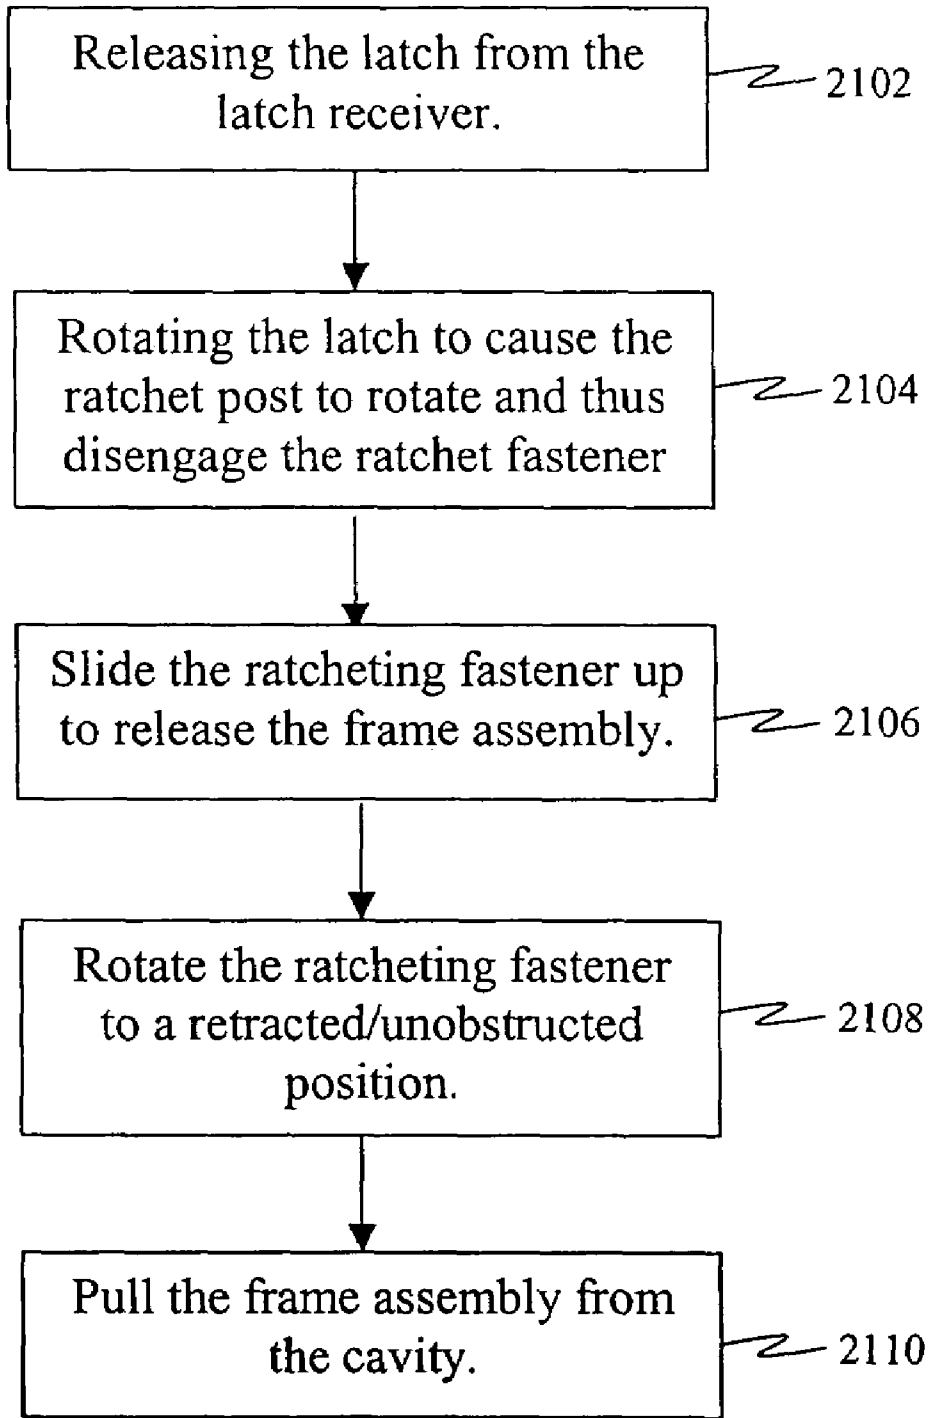 Releasing the latch from the
latch receiver.
2102
Rotating the latch to cause the
ratchet post to rotate and thus
disengage the ratchet fastener
2104
Slide the ratcheting fastener up
to release the frame assembly.
2106
Rotate the ratcheting fastener
to a retracted/unobstructed
position.
2108
Pull the frame assembly from
the cavity.
2110